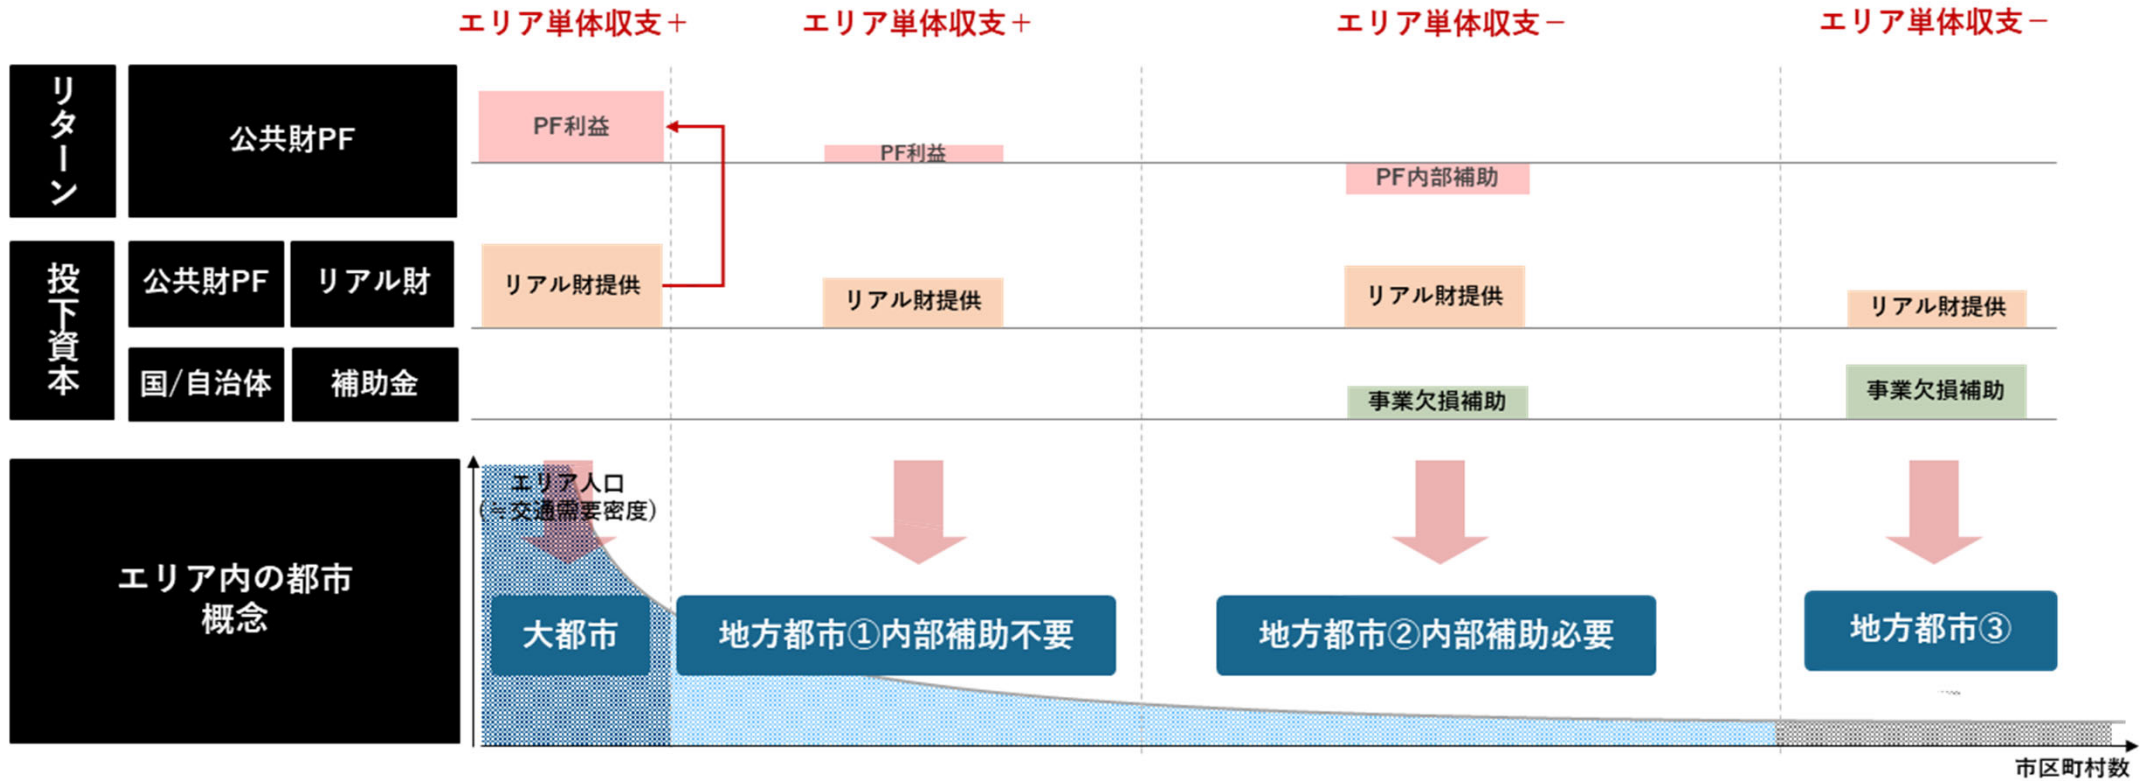 エリア単体収支＋
エリア単体収支＋
エリア単体収支－
エリア単体収支－
リターン
公共財PF
PF利益
PF利益
PF内部補助
投下資本
公共財PF
リアル財
リアル財提供
リアル財提供
リアル財提供
リアル財提供
国/自治体
補助金
事業欠損補助
事業欠損補助
エリア内の都市
概念
エリア人口
(≒交通需要密度)
大都市
地方都市①内部補助不要
地方都市②内部補助必要
地方都市③
市区町村数